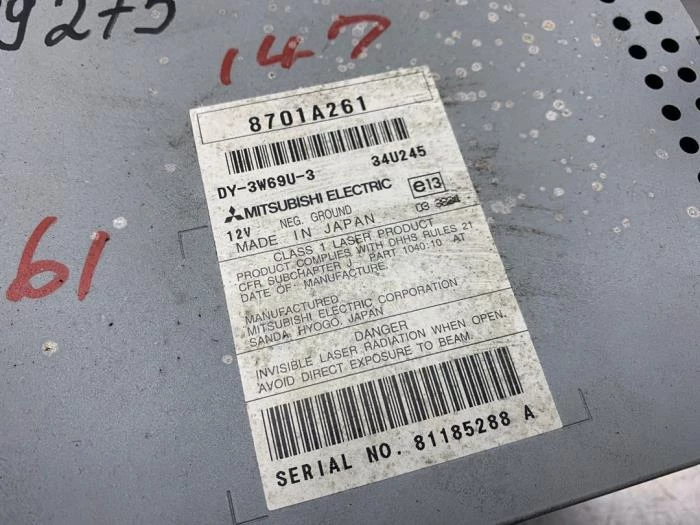 9275
147
61
8701A261
DY-3W69U-3 34U245
MITSUBISHI ELECTRIC e13
12V NEG. GROUND 03
MADE IN JAPAN
CLASS 1 LASER PRODUCT
PRODUCT COMPLIES WITH DHHS RULES 21
CFR SUBCHAPTER J, PART 1040:10 AT
DATE OF MANUFACTURE.
MANUFACTURED
MITSUBISHI ELECTRIC CORPORATION
SANDA, HYOGO, JAPAN
DANGER
INVISIBLE LASER RADIATION WHEN OPEN.
AVOID DIRECT EXPOSURE TO BEAM.
SERIAL NO. 81185288 A